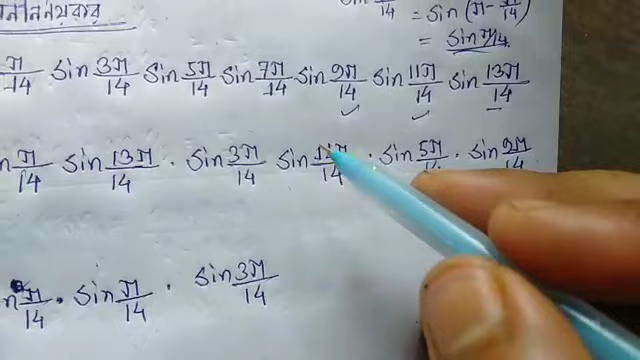 sin π/14 = sin (π − π/14)
= sin π/14
π/14 sin 3π/14 sin 5π/14 sin 7π/14 sin 9π/14 sin 11π/14 sin 13π/14
π/14 sin 13π/14 · sin 3π/14 sin 11π/14 · sin 5π/14 · sin 9π/14
π/14 · sin π/14 · sin 3π/14